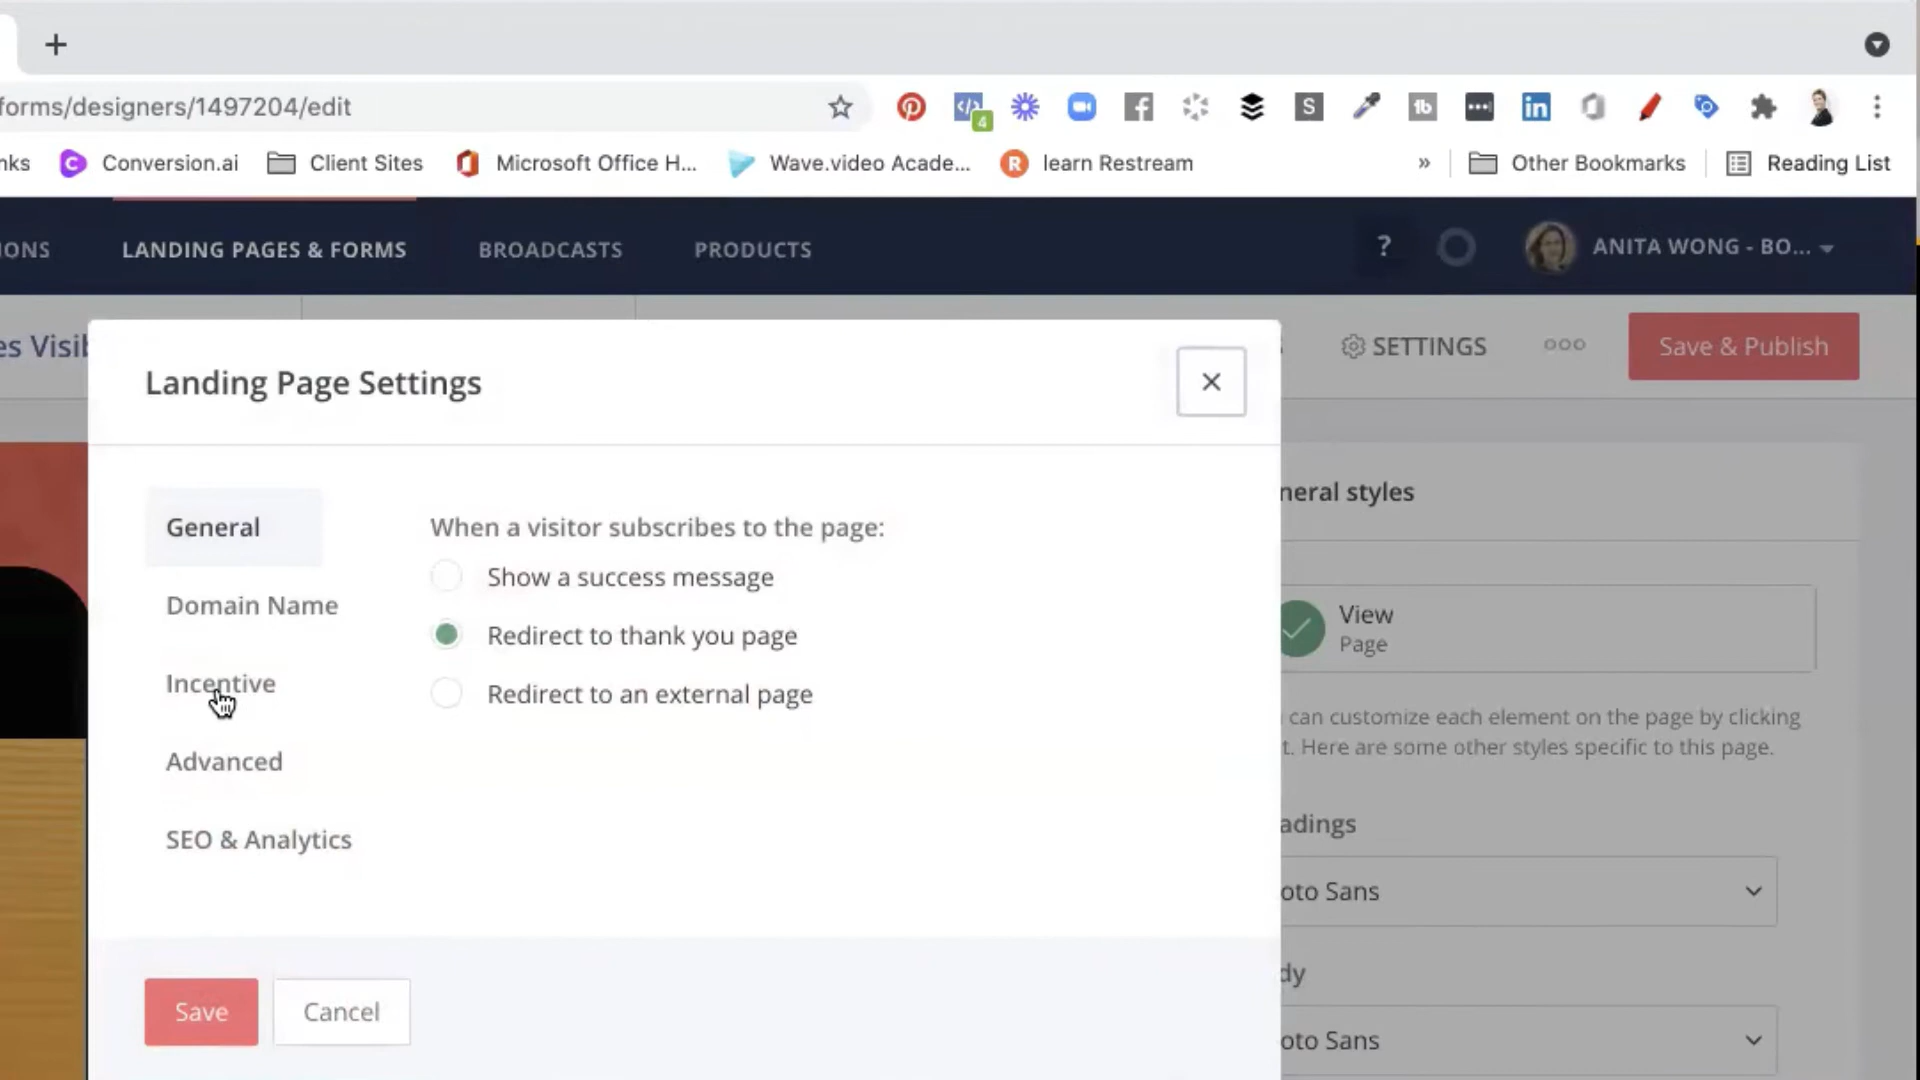 forms/designers/1497204/edit
4
S
tb
in
nks
Conversion.ai
Client Sites
Microsoft Office H...
Wave.video Acade...
R
learn Restream
»
Other Bookmarks
Reading List
IONS
LANDING PAGES & FORMS
BROADCASTS
PRODUCTS
?
ANITA WONG - BO...
es Visib
SETTINGS
Save & Publish
Landing Page Settings
General
Domain Name
Incentive
Advanced
SEO & Analytics
When a visitor subscribes to the page:
Show a success message
Redirect to thank you page
Redirect to an external page
Save
Cancel
neral styles
View
Page
can customize each element on the page by clicking
t. Here are some other styles specific to this page.
adings
oto Sans
dy
oto Sans